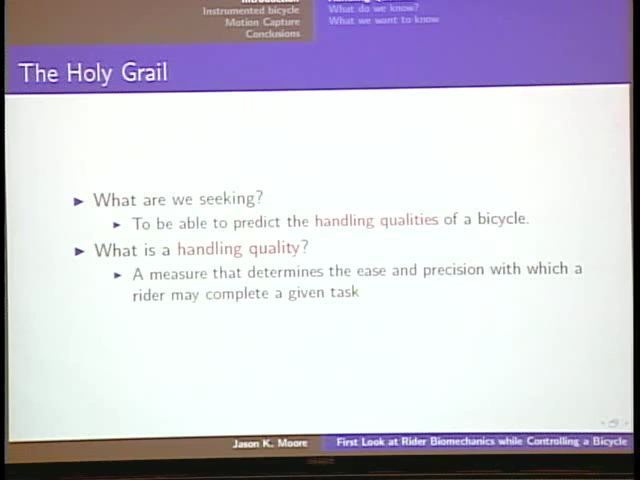 Introduction
Instrumented bicycle
Motion Capture
Conclusions
What do we know?
What we want to know
The Holy Grail
What are we seeking?
To be able to predict the handling qualities of a bicycle.
What is a handling quality?
A measure that determines the ease and precision with which a
rider may complete a given task
Jason K. Moore
First Look at Rider Biomechanics while Controlling a Bicycle